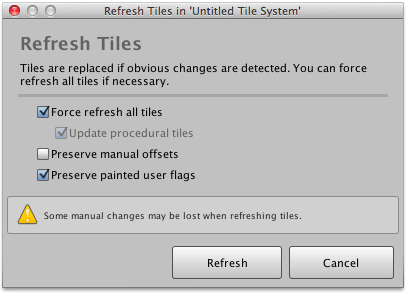 Refresh Tiles in 'Untitled Tile System'
Refresh Tiles
Tiles are replaced if obvious changes are detected. You can force
refresh all tiles if necessary.
Force refresh all tiles
Update procedural tiles
Preserve manual offsets
Preserve painted user flags
Some manual changes may be lost when refreshing tiles.
Refresh Cancel